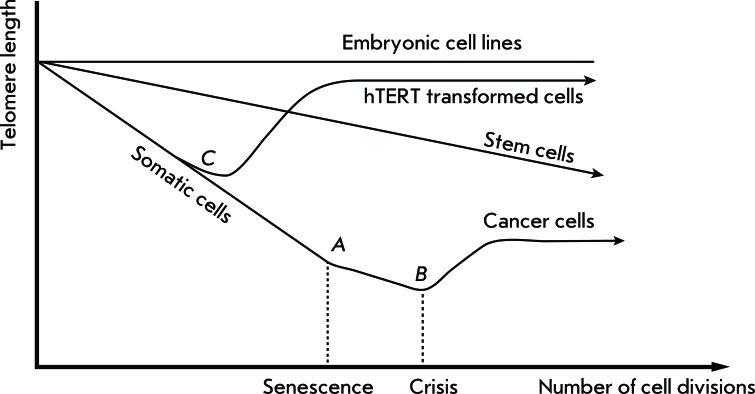 Telomere length
Embryonic cell lines
hTERT transformed cells
Stem cells
C
Somatic cells
Cancer cells
A
B
Senescence
Crisis
Number of cell divisions